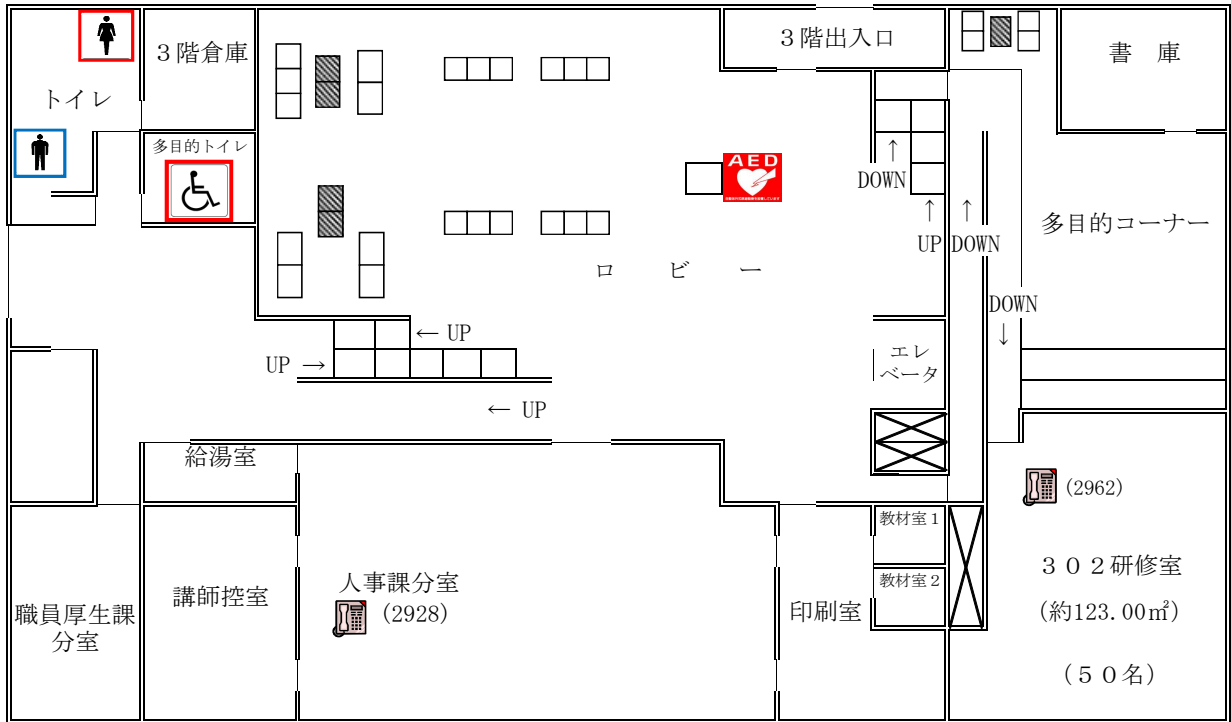 ３階倉庫
３階出入口
書　庫
トイレ
多目的トイレ
AED
↑
DOWN
↑
UP
↑
DOWN
多目的コーナー
ロ　ビ　ー
DOWN
↓
← UP
UP →
エレ
ベータ
← UP
給湯室
(2962)
教材室１
教材室２
３０２研修室
(約123.00㎡)
(５０名)
職員厚生課
分室
講師控室
人事課分室
(2928)
印刷室